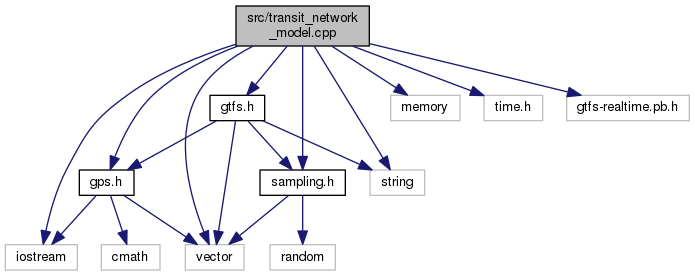 src/transit_network
_model.cpp
gtfs.h
memory
time.h
gtfs-realtime.pb.h
gps.h
sampling.h
string
iostream
cmath
vector
random